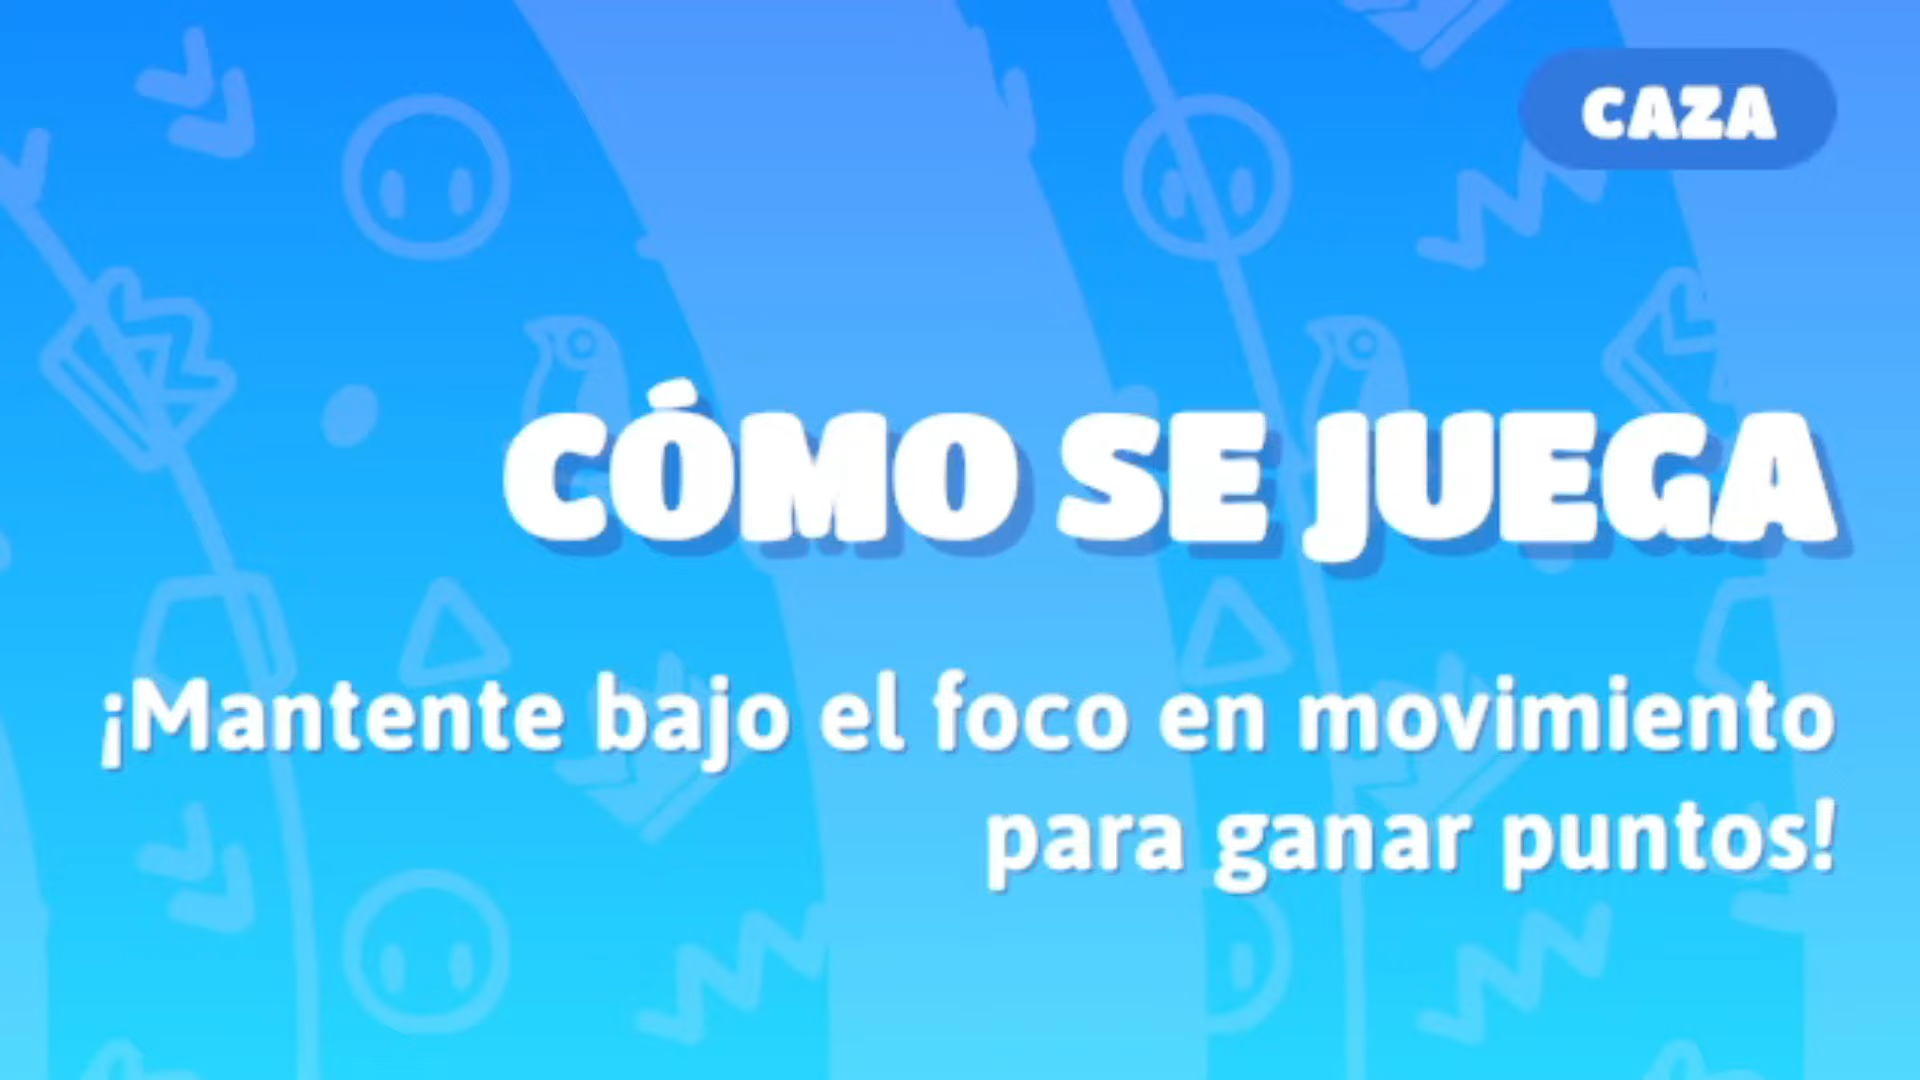 CAZA
CÓMO SE JUEGA
¡Mantente bajo el foco en movimiento
para ganar puntos!